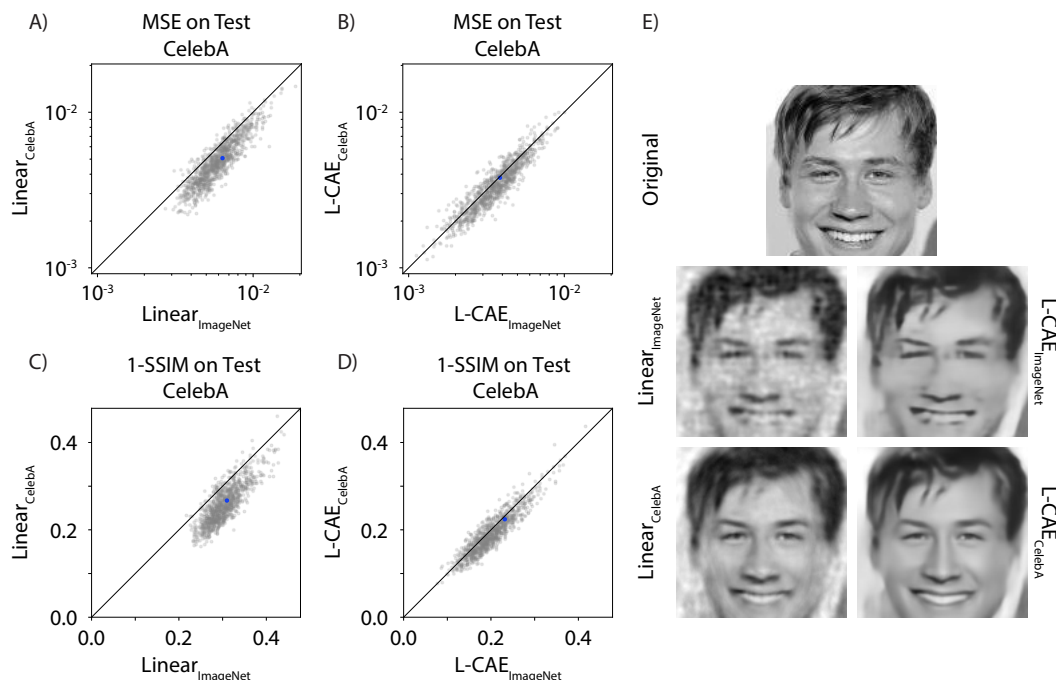 A)
MSE on Test
CelebA
10⁻²
10⁻³
Linear_CelebA
10⁻³
10⁻²
Linear_ImageNet
B)
MSE on Test
CelebA
10⁻²
10⁻³
L-CAE_CelebA
10⁻³
10⁻²
L-CAE_ImageNet
C)
1-SSIM on Test
CelebA
0.4
0.2
0.0
Linear_CelebA
0.0
0.2
0.4
Linear_ImageNet
D)
1-SSIM on Test
CelebA
0.4
0.2
0.0
L-CAE_CelebA
0.0
0.2
0.4
L-CAE_ImageNet
E)
Original
Linear_ImageNet
L-CAE_ImageNet
Linear_CelebA
L-CAE_CelebA